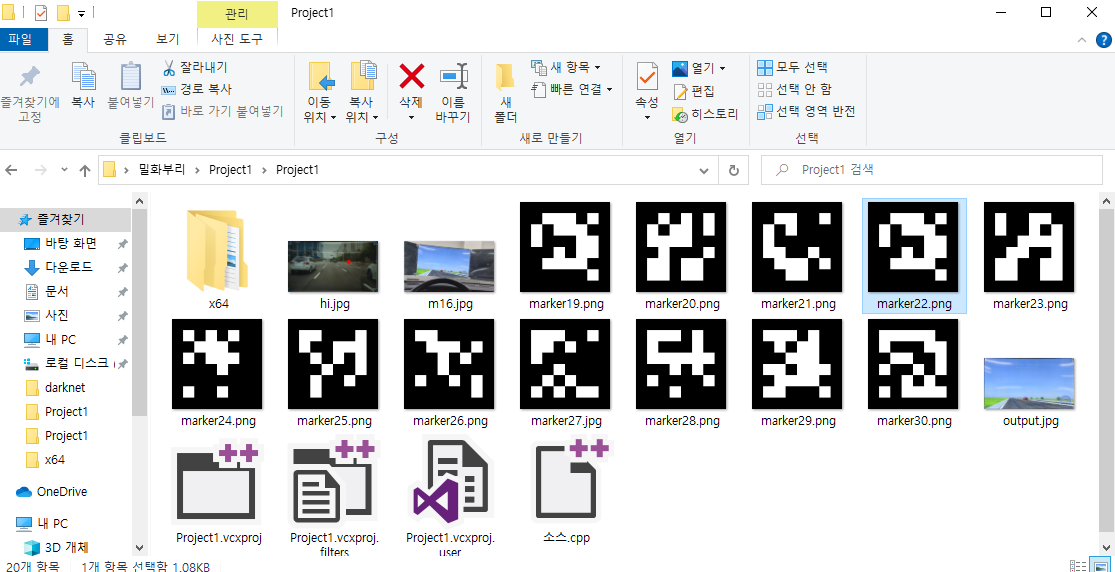 관리
Project1
파일
홈
공유
보기
사진 도구
즐겨찾기에
고정
복사
붙여넣기
잘라내기
경로 복사
바로 가기 붙여넣기
클립보드
이동
위치
복사
위치
삭제
이름
바꾸기
구성
새
폴더
새 항목
빠른 연결
새로 만들기
속성
열기
편집
히스토리
열기
모두 선택
선택 안 함
선택 영역 반전
선택
밀화부리 > Project1 > Project1
Project1 검색
즐겨찾기
바탕 화면
다운로드
문서
사진
내 PC
로컬 디스크 (
darknet
Project1
Project1
x64
OneDrive
내 PC
3D 개체
x64
hi.jpg
m16.jpg
marker19.png
marker20.png
marker21.png
marker22.png
marker23.png
marker24.png
marker25.png
marker26.png
marker27.jpg
marker28.png
marker29.png
marker30.png
output.jpg
Project1.vcxproj
Project1.vcxproj.
filters
Project1.vcxproj.
user
소스.cpp
20개 항목
1개 항목 선택함 1.08KB